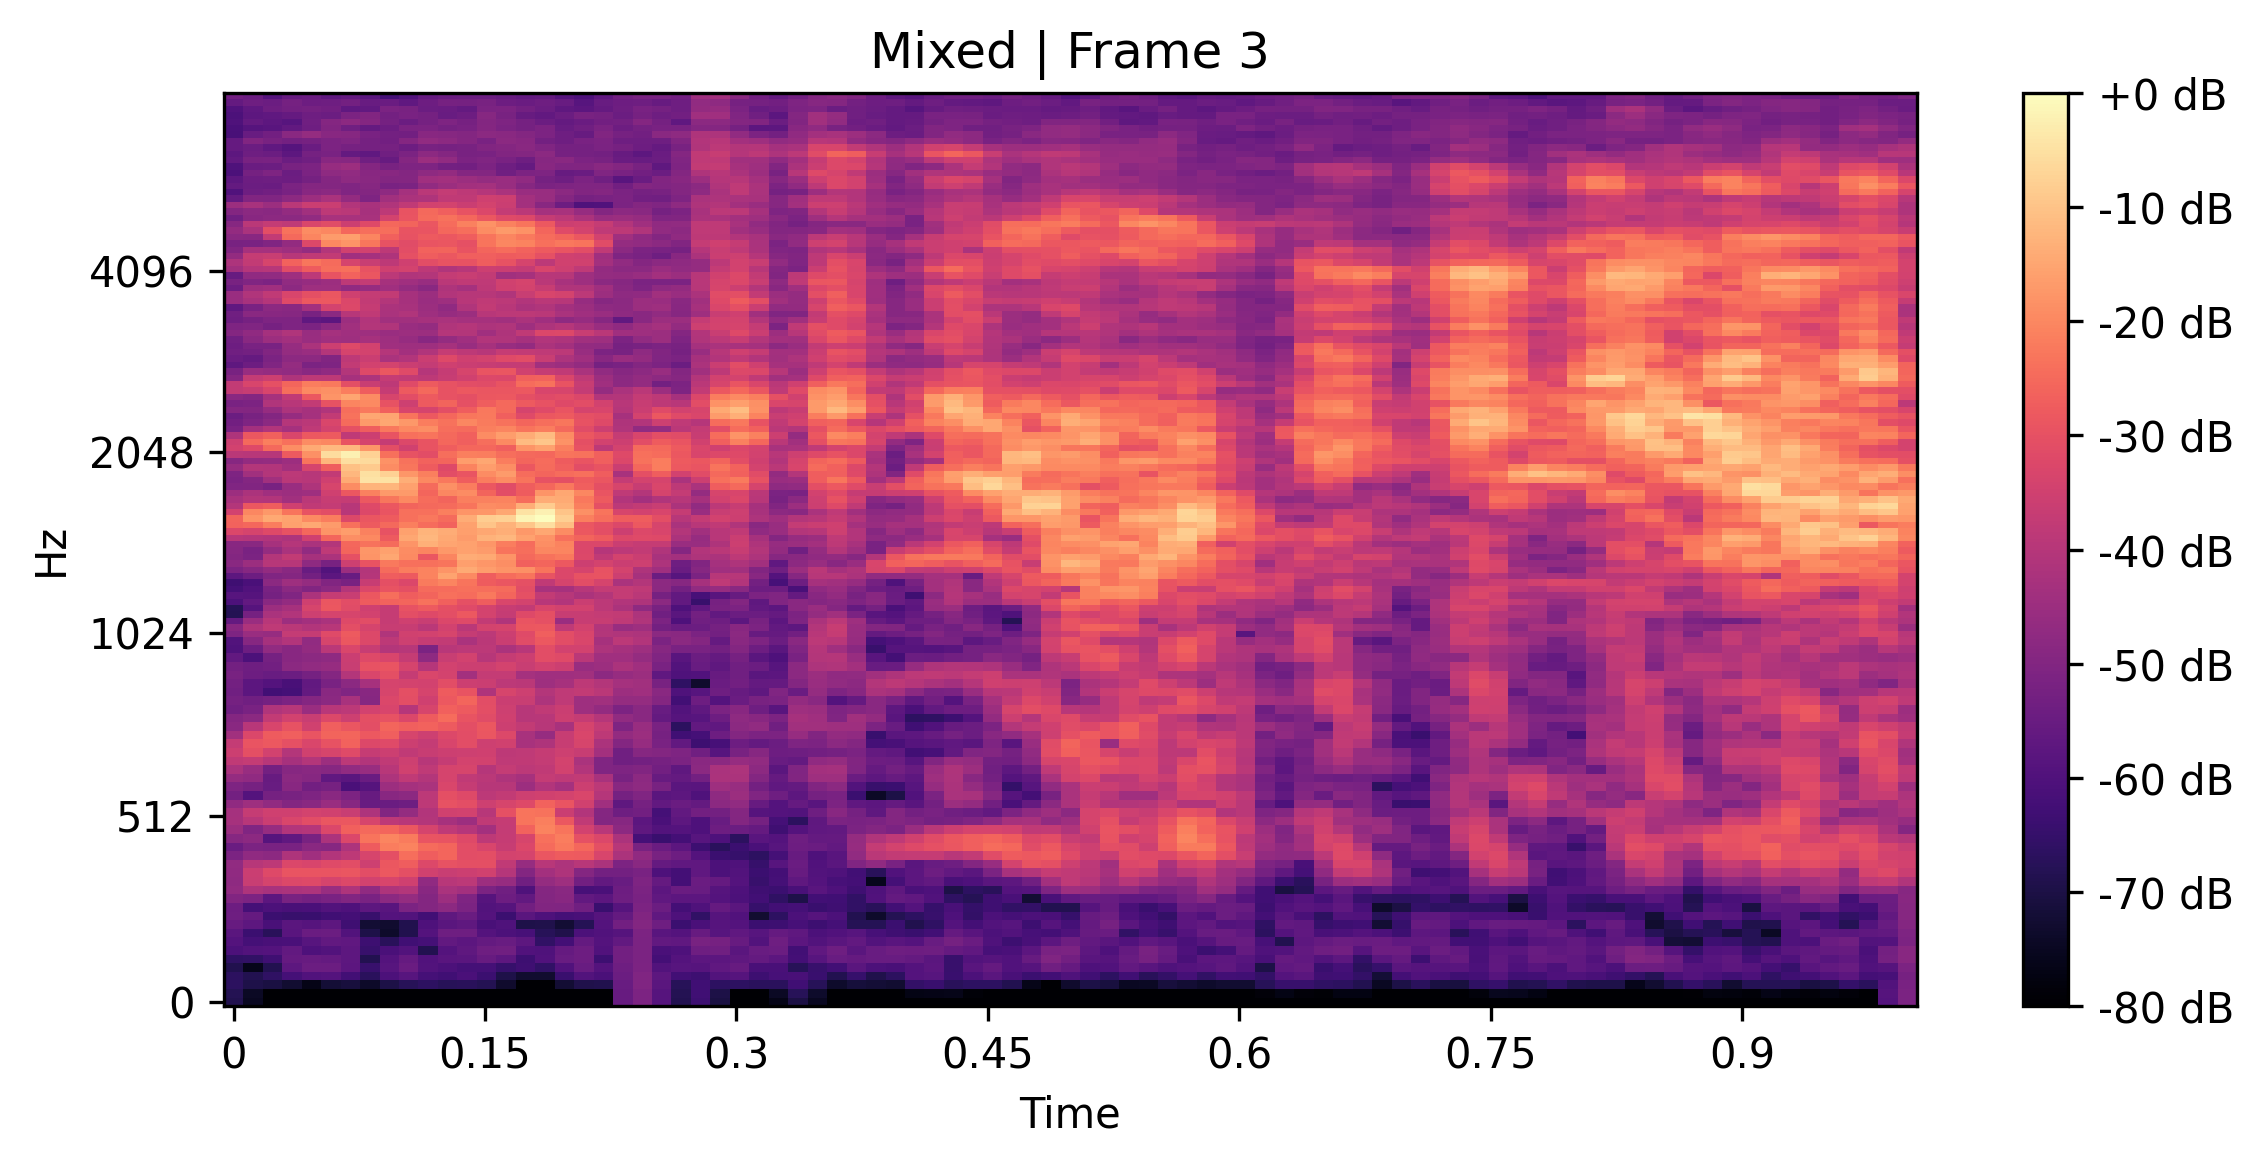 Mixed | Frame 3
+0 dB
-10 dB
-20 dB
-30 dB
-40 dB
-50 dB
-60 dB
-70 dB
-80 dB
Hz
4096
2048
1024
512
0
0 0.15 0.3 0.45 0.6 0.75 0.9
Time